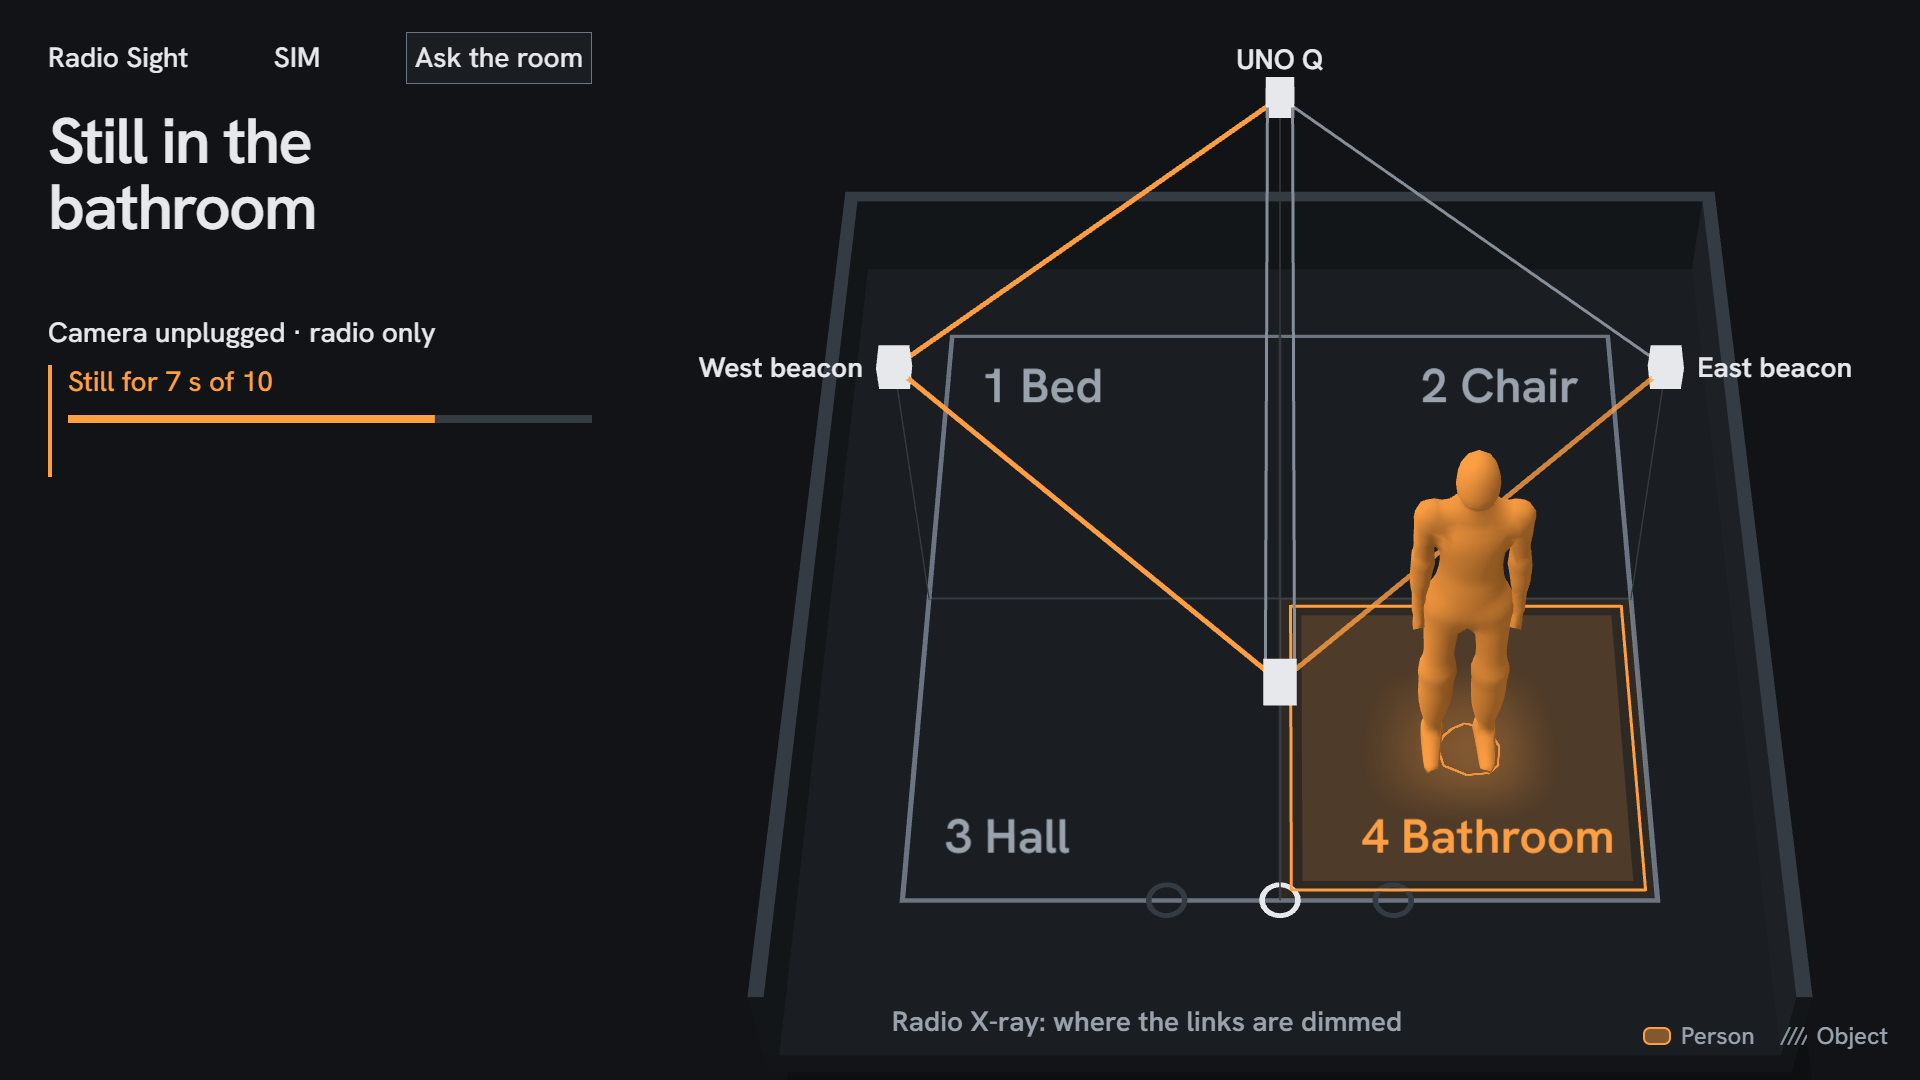 Radio Sight
SIM
Ask the room
Still in the
bathroom
Camera unplugged · radio only
Still for 7 s of 10
UNO Q
West beacon
East beacon
1 Bed
2 Chair
3 Hall
4 Bathroom
Radio X-ray: where the links are dimmed
Person
Object